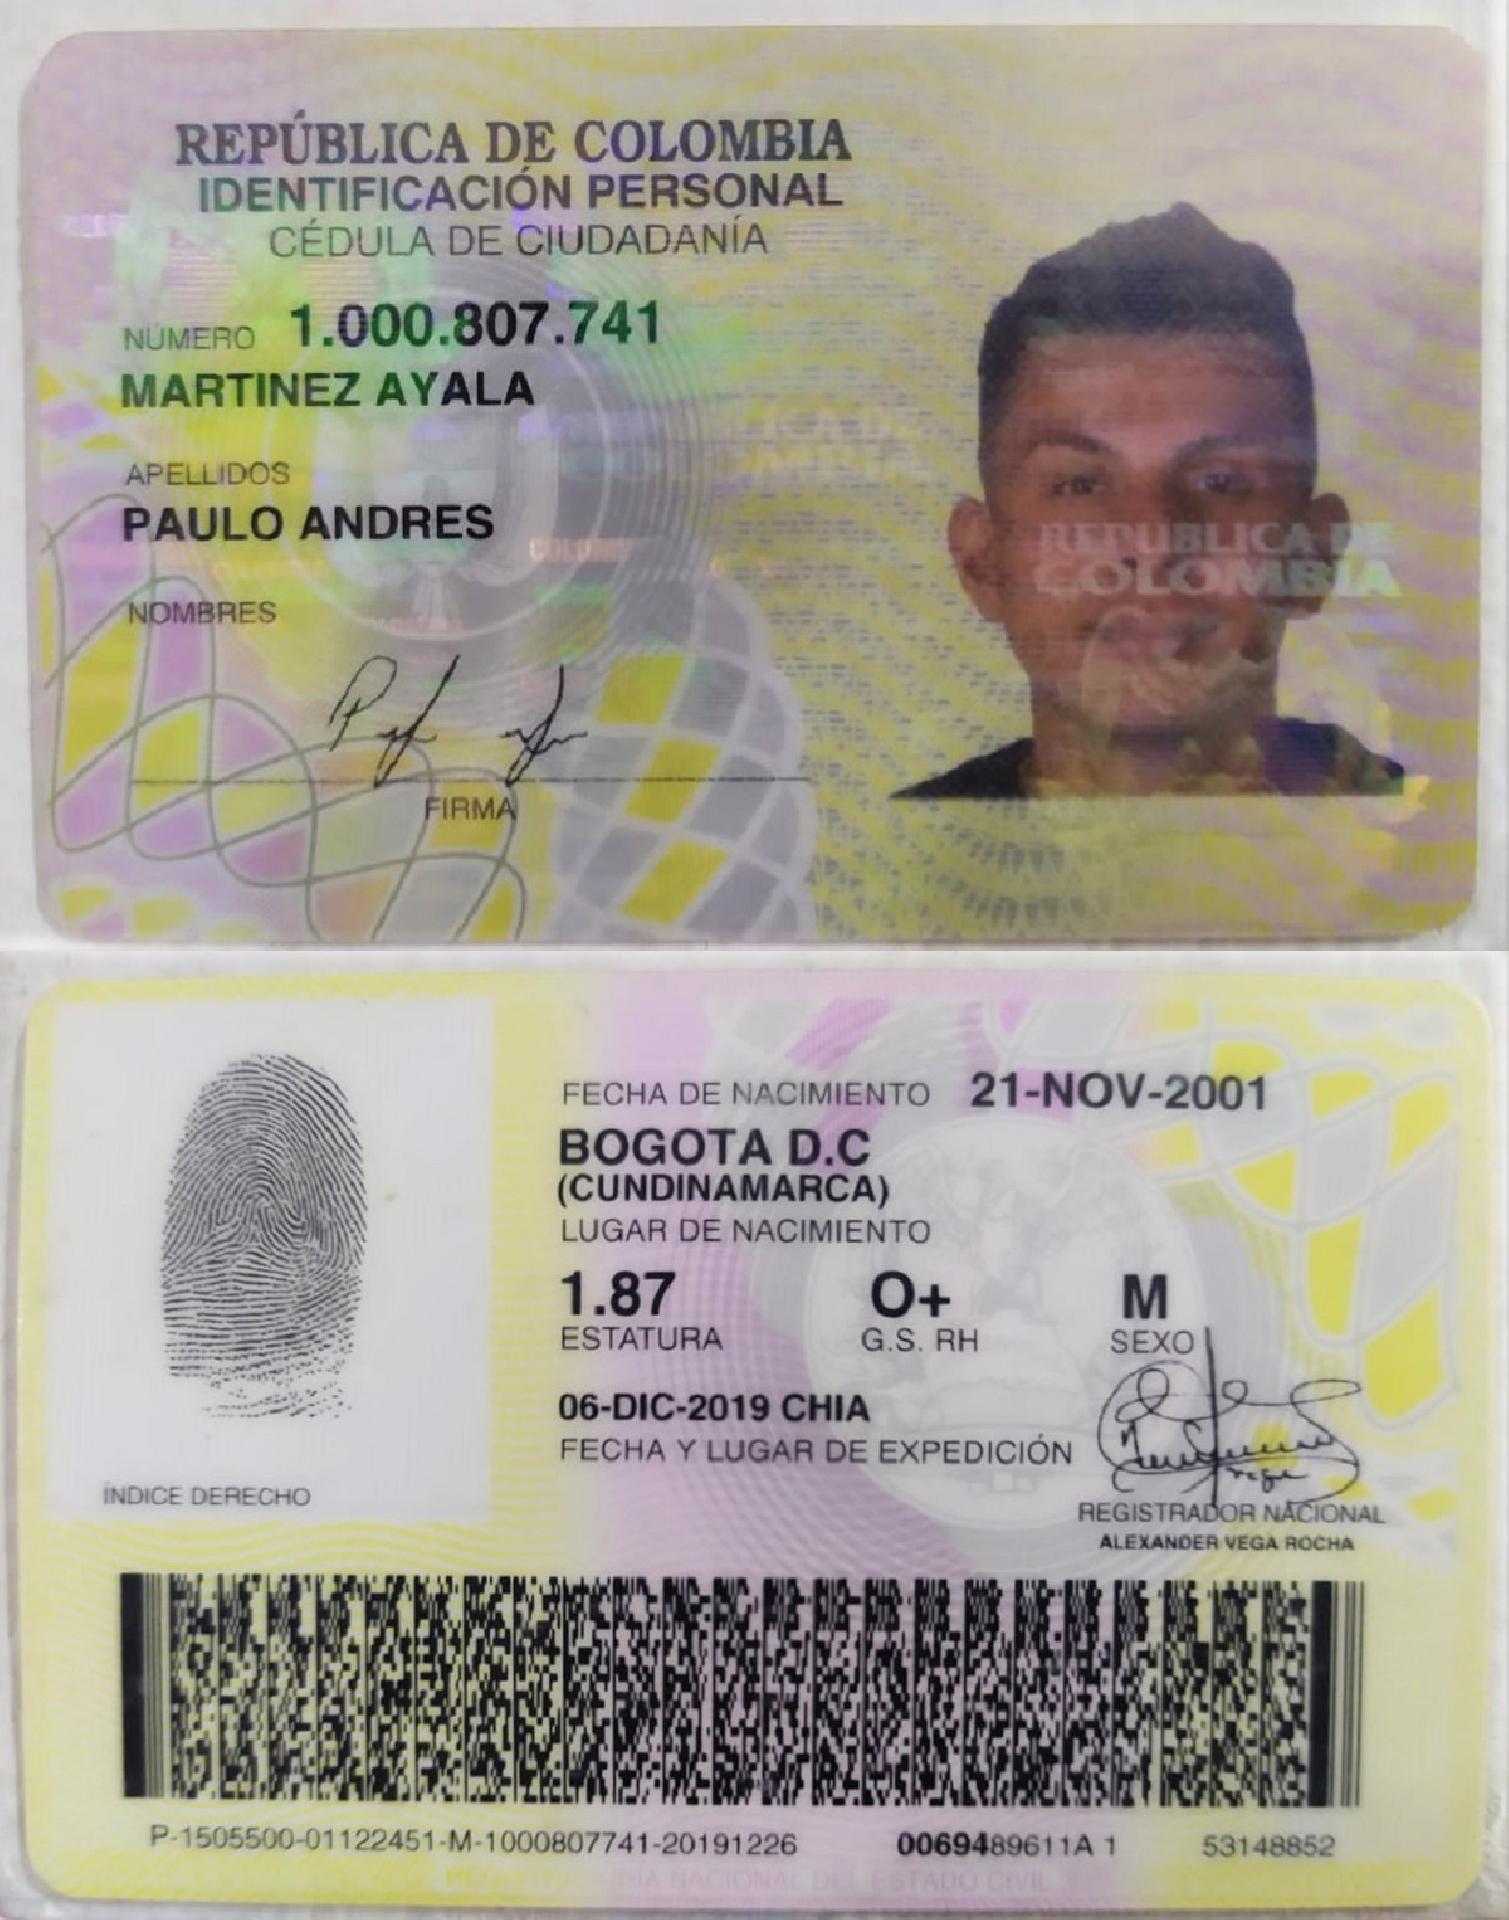 REPÚBLICA DE COLOMBIA
IDENTIFICACIÓN PERSONAL
CÉDULA DE CIUDADANÍA
NÚMERO 1.000.807.741
MARTINEZ AYALA
APELLIDOS
PAULO ANDRES
NOMBRES
FIRMA
REPUBLICA DE
COLOMBIA
FECHA DE NACIMIENTO 21-NOV-2001
BOGOTA D.C
(CUNDINAMARCA)
LUGAR DE NACIMIENTO
1.87 O+ M
ESTATURA G.S. RH SEXO
06-DIC-2019 CHIA
FECHA Y LUGAR DE EXPEDICIÓN
ÍNDICE DERECHO
REGISTRADOR NACIONAL
ALEXANDER VEGA ROCHA
P-1505500-01122451-M-1000807741-20191226 0069489611A 1 53148852
NACIONAL DEL ESTADO CIVIL